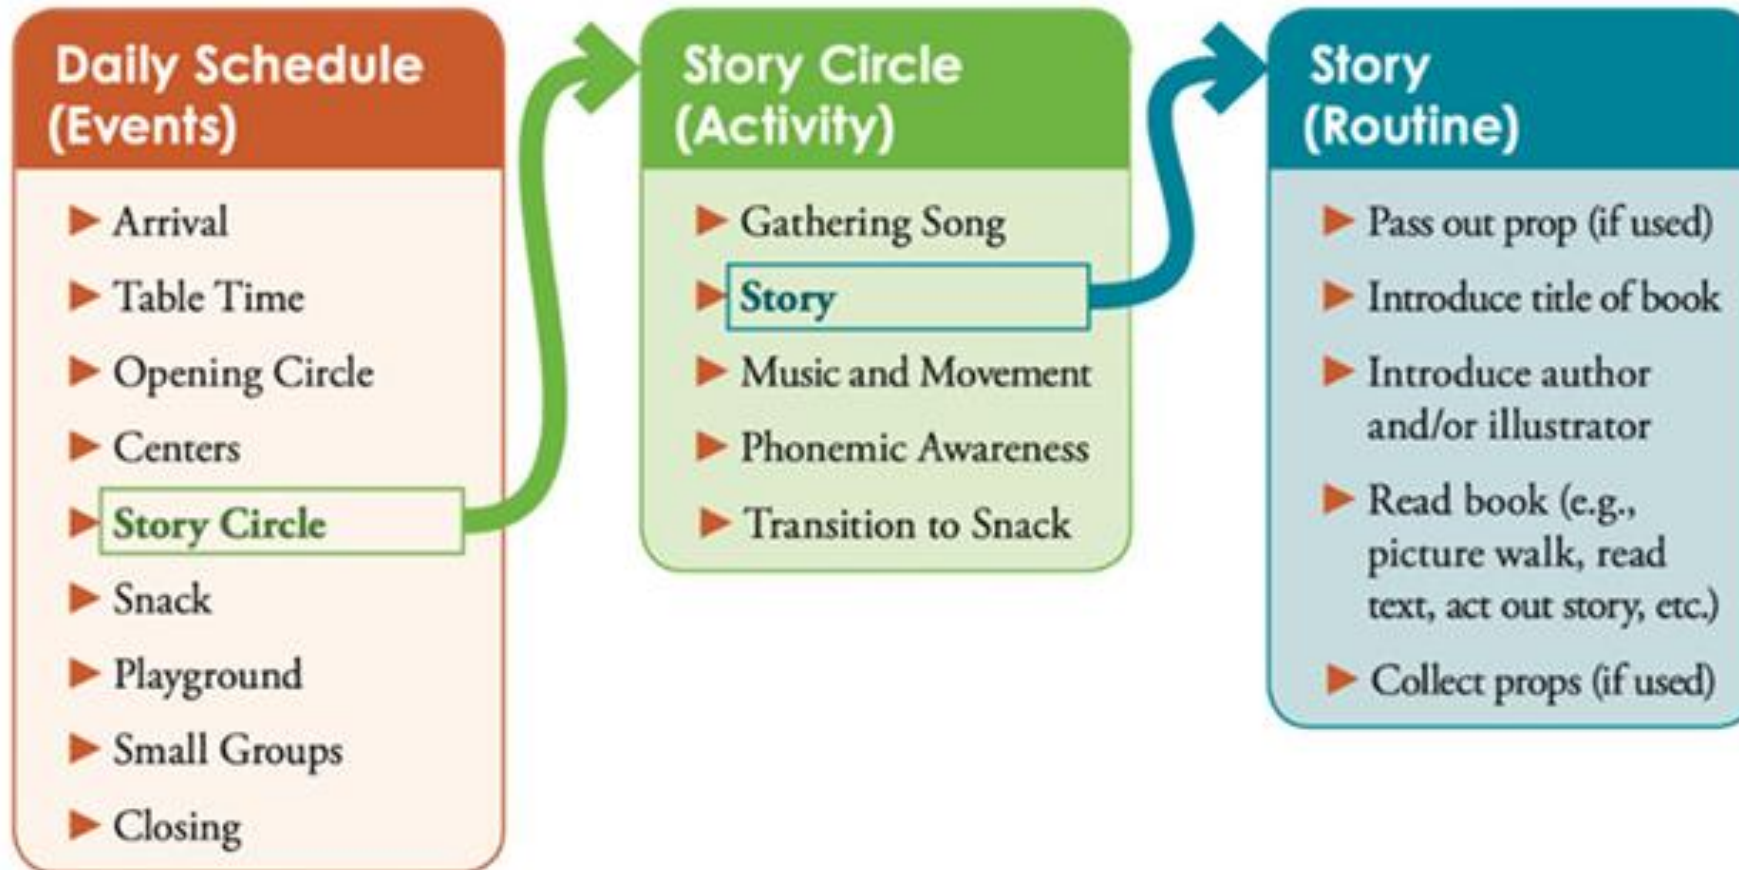 Daily Schedule
(Events)
Arrival
Table Time
Opening Circle
Centers
Story Circle
Snack
Playground
Small Groups
Closing
Story Circle
(Activity)
Gathering Song
Story
Music and Movement
Phonemic Awareness
Transition to Snack
Story
(Routine)
Pass out prop (if used)
Introduce title of book
Introduce author
and/or illustrator
Read book (e.g.,
picture walk, read
text, act out story, etc.)
Collect props (if used)